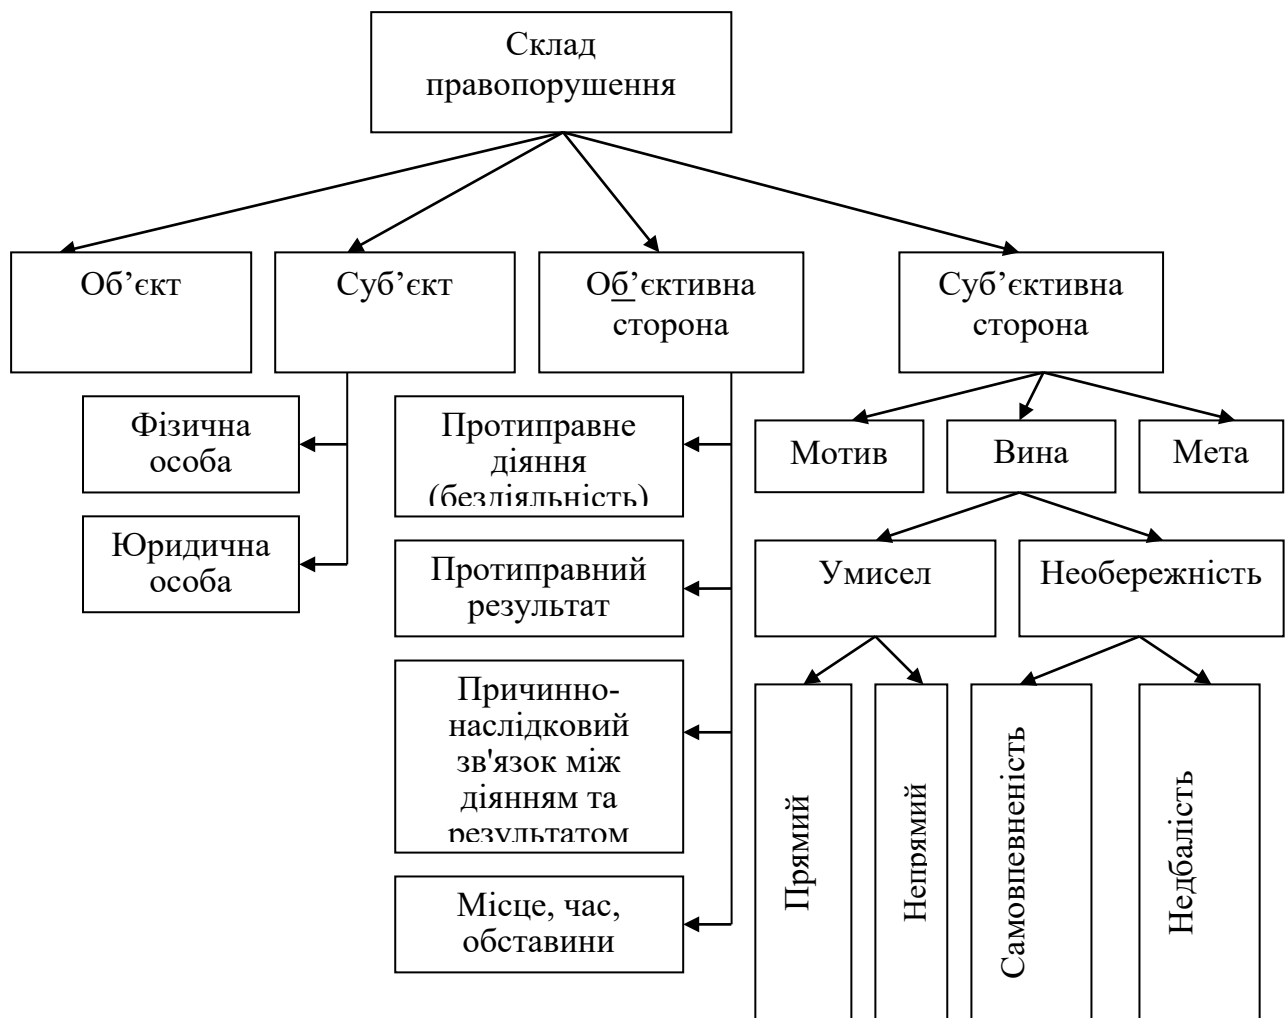 Склад
правопорушення
Об’єкт
Суб’єкт
Об’єктивна
сторона
Суб’єктивна
сторона
Фізична
особа
Юридична
особа
Протиправне
діяння
(бездіяльність)
Протиправний
результат
Причинно-
наслідковий
зв'язок між
діянням та
результатом
Місце, час,
обставини
Мотив
Вина
Мета
Умисел
Необережність
Прямий
Непрямий
Самовпевненість
Недбалість